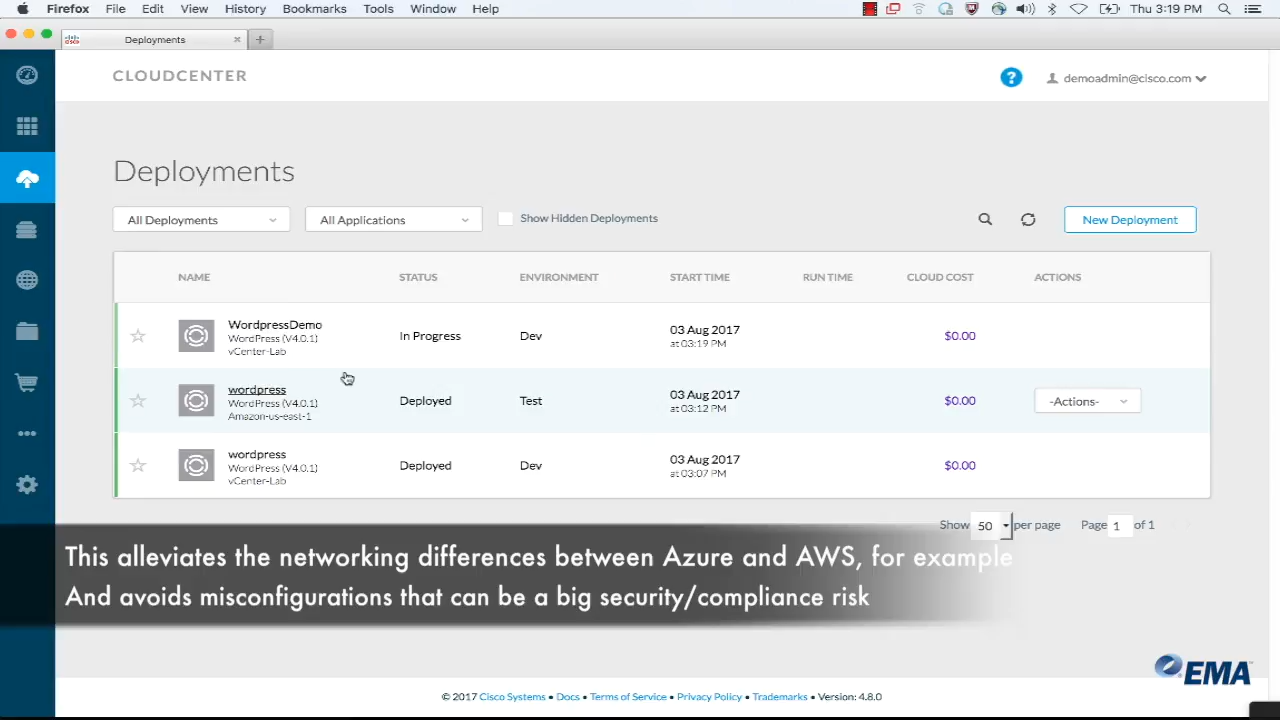 Firefox File Edit View History Bookmarks Tools Window Help Thu 3:19 PM
cisco Deployments × +
CLOUDCENTER
? demoadmin@cisco.com
Deployments
All Deployments All Applications Show Hidden Deployments New Deployment
NAME STATUS ENVIRONMENT START TIME RUN TIME CLOUD COST ACTIONS
WordpressDemo
WordPress (V4.0.1)
vCenter-Lab
In Progress Dev 03 Aug 2017 $0.00
at 03:19 PM
wordpress
WordPress (V4.0.1)
Amazon-us-east-1
Deployed Test 03 Aug 2017 $0.00 -Actions-
at 03:12 PM
wordpress
WordPress (V4.0.1)
vCenter-Lab
Deployed Dev 03 Aug 2017 $0.00
at 03:07 PM
Show 50 per page Page 1 of 1
This alleviates the networking differences between Azure and AWS, for example
And avoids misconfigurations that can be a big security/compliance risk
EMA
© 2017 Cisco Systems • Docs • Terms of Service • Privacy Policy • Trademarks • Version: 4.8.0